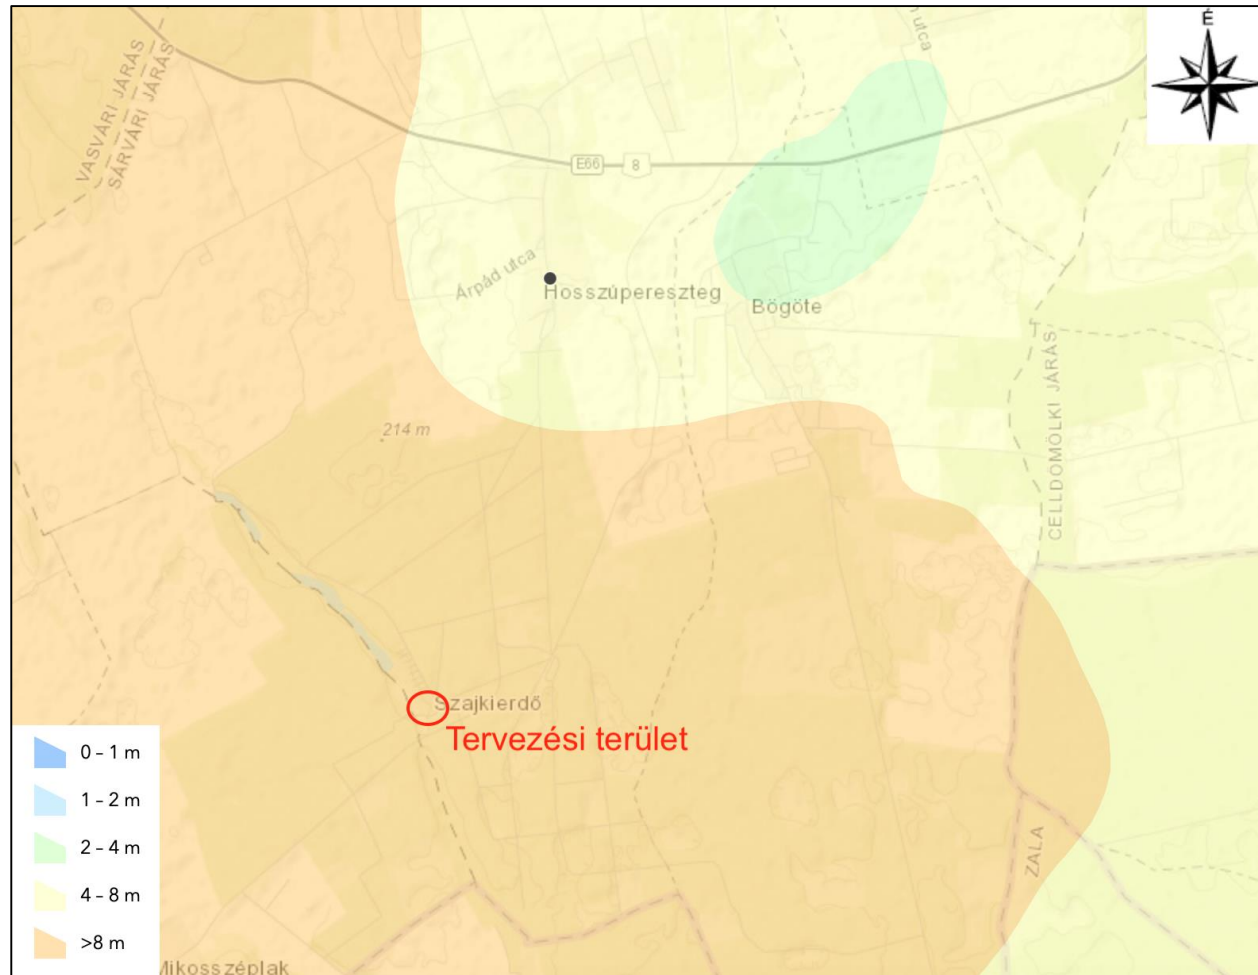 É
utca
VASVÁRI JÁRÁS
SÁRVÁRI JÁRÁS
E66
8
Árpád utca
Hosszúpereszteg
Bögöte
CELLDÖMÖLKI JÁRÁS
214 m
Szajkierdő
Tervezési terület
0 – 1 m
1 – 2 m
2 – 4 m
4 – 8 m
>8 m
ZALA
Mikosszéplak